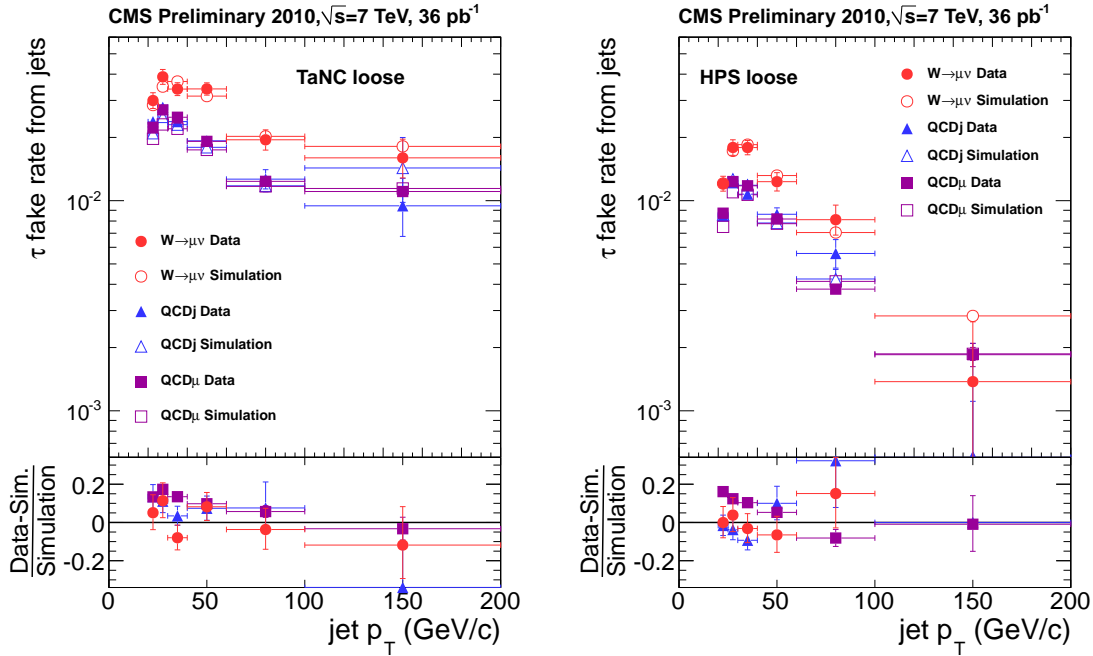 CMS Preliminary 2010,√s=7 TeV, 36 pb⁻¹
τ fake rate from jets
10⁻²
10⁻³
TaNC loose
W→μν Data
W→μν Simulation
QCDj Data
QCDj Simulation
QCDμ Data
QCDμ Simulation
Data-Sim.
Simulation
0.2
0
-0.2
0 50 100 150 200
jet p_T (GeV/c)
CMS Preliminary 2010,√s=7 TeV, 36 pb⁻¹
τ fake rate from jets
10⁻²
10⁻³
HPS loose
W→μν Data
W→μν Simulation
QCDj Data
QCDj Simulation
QCDμ Data
QCDμ Simulation
Data-Sim.
Simulation
0.2
0
-0.2
0 50 100 150 200
jet p_T (GeV/c)